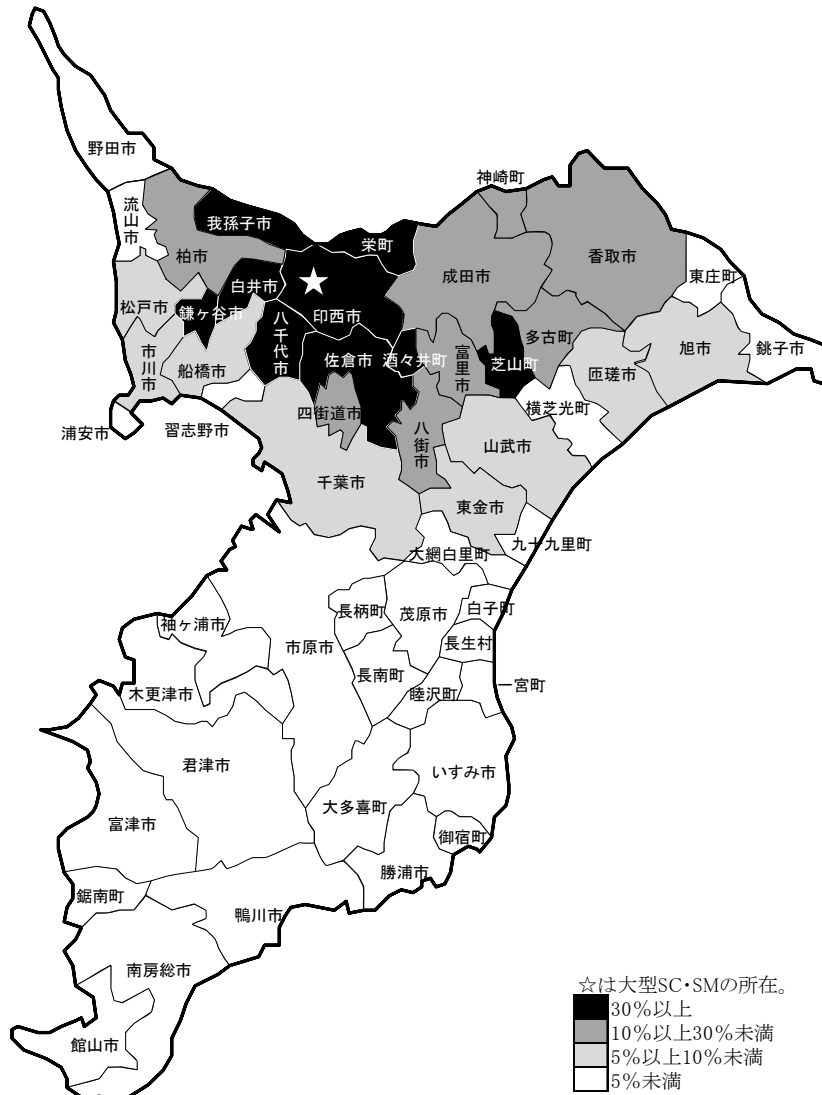 野田市
神崎町
流山市
我孫子市
栄町
柏市
成田市
香取市
東庄町
白井市
松戸市
鎌ヶ谷市
印西市
八千代市
多古町
市川市
船橋市
佐倉市
酒々井町
富里市
芝山町
匝瑳市
旭市
銚子市
四街道市
横芝光町
浦安市
習志野市
八街市
山武市
千葉市
東金市
九十九里町
大網白里町
長柄町
茂原市
白子町
袖ヶ浦市
市原市
長生村
長南町
睦沢町
一宮町
木更津市
君津市
いすみ市
大多喜町
富津市
御宿町
勝浦市
鋸南町
鴨川市
南房総市
館山市
☆は大型SC・SMの所在。
30％以上
10％以上30％未満
5％以上10％未満
5％未満